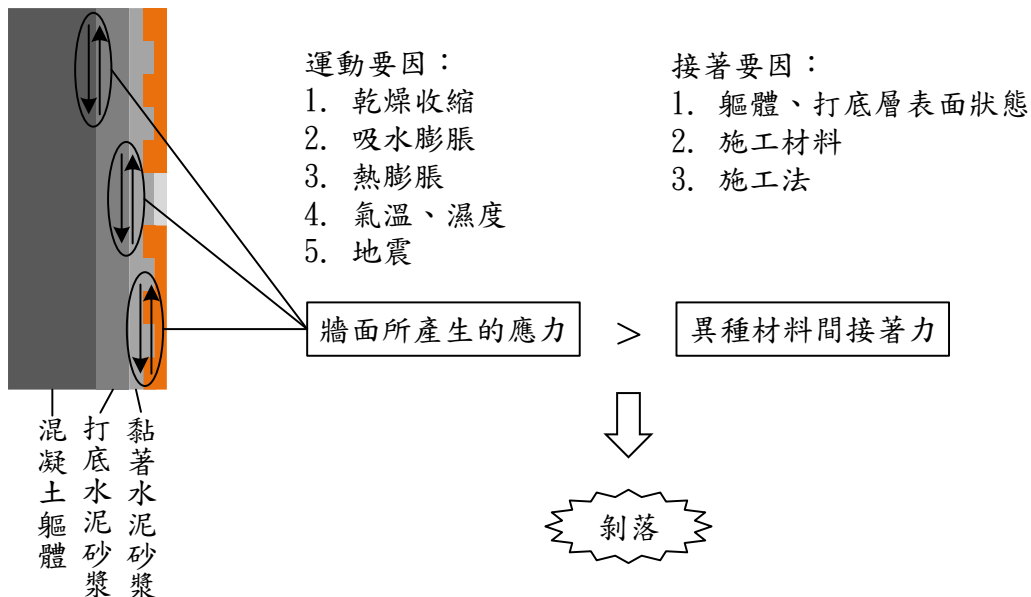 運動要因：
1. 乾燥收縮
2. 吸水膨脹
3. 熱膨脹
4. 氣溫、濕度
5. 地震
接著要因：
1. 軀體、打底層表面狀態
2. 施工材料
3. 施工法
牆面所產生的應力
>
異種材料間接著力
剝落
混凝土軀體
打底水泥砂漿
黏著水泥砂漿